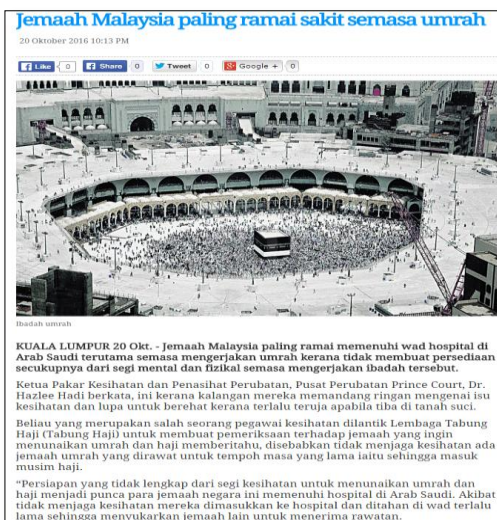 Jemaah Malaysia paling ramai sakit semasa umrah
20 Oktober 2016 10:13 PM
Like 0 Share 0 Tweet 0 Google + 0
Ibadah umrah
KUALA LUMPUR 20 Okt. - Jemaah Malaysia paling ramai memenuhi wad hospital di
Arab Saudi terutama semasa mengerjakan umrah kerana tidak membuat persediaan
secukupnya dari segi mental dan fizikal semasa mengerjakan ibadah tersebut.
Ketua Pakar Kesihatan dan Penasihat Perubatan, Pusat Perubatan Prince Court, Dr.
Hazlee Hadi berkata, ini kerana kalangan mereka memandang ringan mengenai isu
kesihatan dan lupa untuk berehat kerana terlalu teruja apabila tiba di tanah suci.
Beliau yang merupakan salah seorang pegawai kesihatan dilantik Lembaga Tabung
Haji (Tabung Haji) untuk membuat pemeriksaan terhadap jemaah yang ingin
menunaikan umrah dan haji memberitahu, disebabkan tidak menjaga kesihatan ada
jemaah umrah yang dirawat untuk tempoh masa yang lama iaitu sehingga masuk
musim haji.
“Persiapan yang tidak lengkap dari segi kesihatan untuk menunaikan umrah dan
haji menjadi punca para jemaah negara ini memenuhi hospital di Arab Saudi. Akibat
tidak menjaga kesihatan mereka dimasukkan ke hospital dan ditahan di wad terlalu
lama sehingga menyukarkan jemaah lain untuk menerima rawatan.